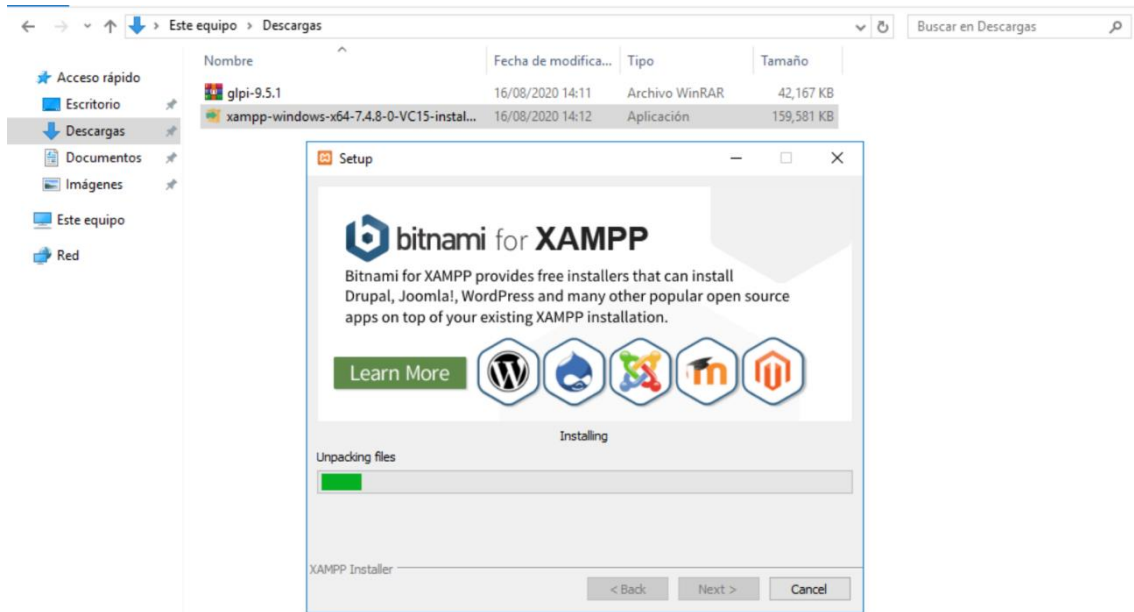 Este equipo > Descargas
Buscar en Descargas
Acceso rápido
Escritorio
Descargas
Documentos
Imágenes
Este equipo
Red
Nombre Fecha de modifica... Tipo Tamaño
glpi-9.5.1 16/08/2020 14:11 Archivo WinRAR 42,167 KB
xampp-windows-x64-7.4.8-0-VC15-instal... 16/08/2020 14:12 Aplicación 159,581 KB
Setup
bitnami for XAMPP
Bitnami for XAMPP provides free installers that can install
Drupal, Joomla!, WordPress and many other popular open source
apps on top of your existing XAMPP installation.
Learn More
Installing
Unpacking files
XAMPP Installer
< Back Next > Cancel